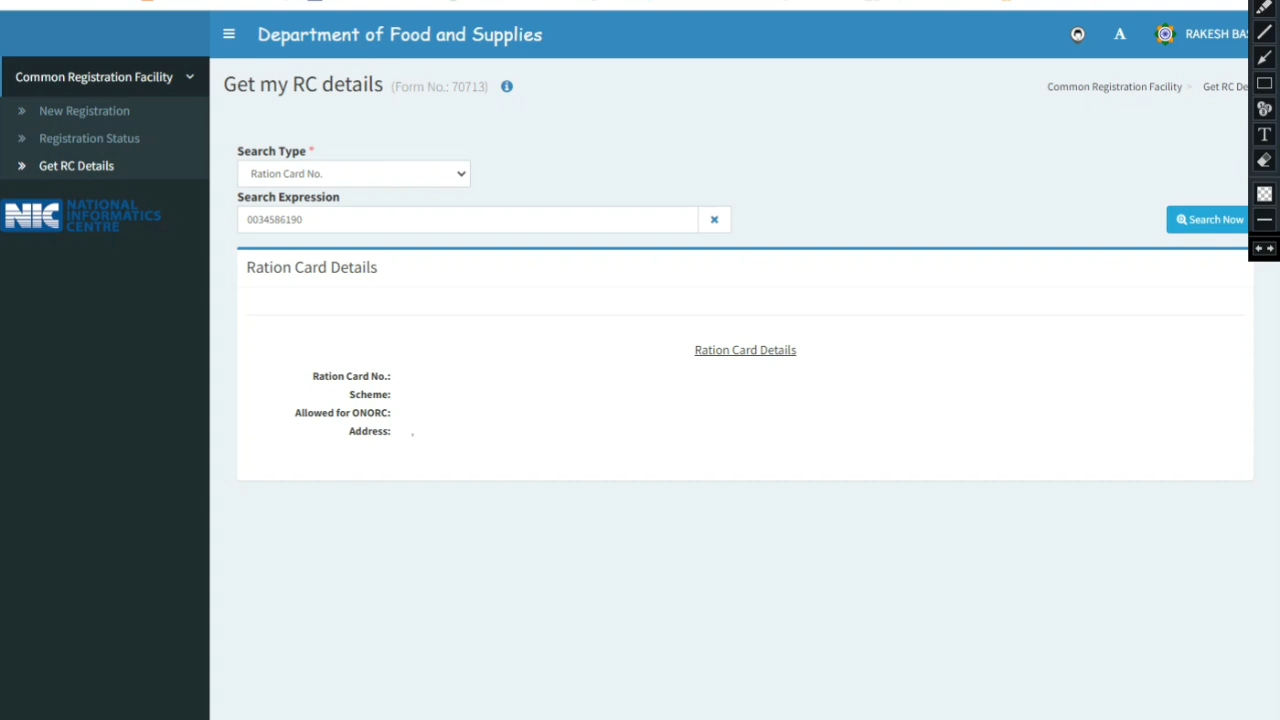 Department of Food and Supplies
A
RAKESH
Common Registration Facility
New Registration
Registration Status
Get RC Details
NIC NATIONAL
INFORMATICS
CENTRE
Get my RC details (Form No.: 70713)
Common Registration Facility > Get RC
Search Type *
Ration Card No.
Search Expression
0034586190
Search Now
Ration Card Details
Ration Card Details
Ration Card No.:
Scheme:
Allowed for ONORC:
Address: ,
T